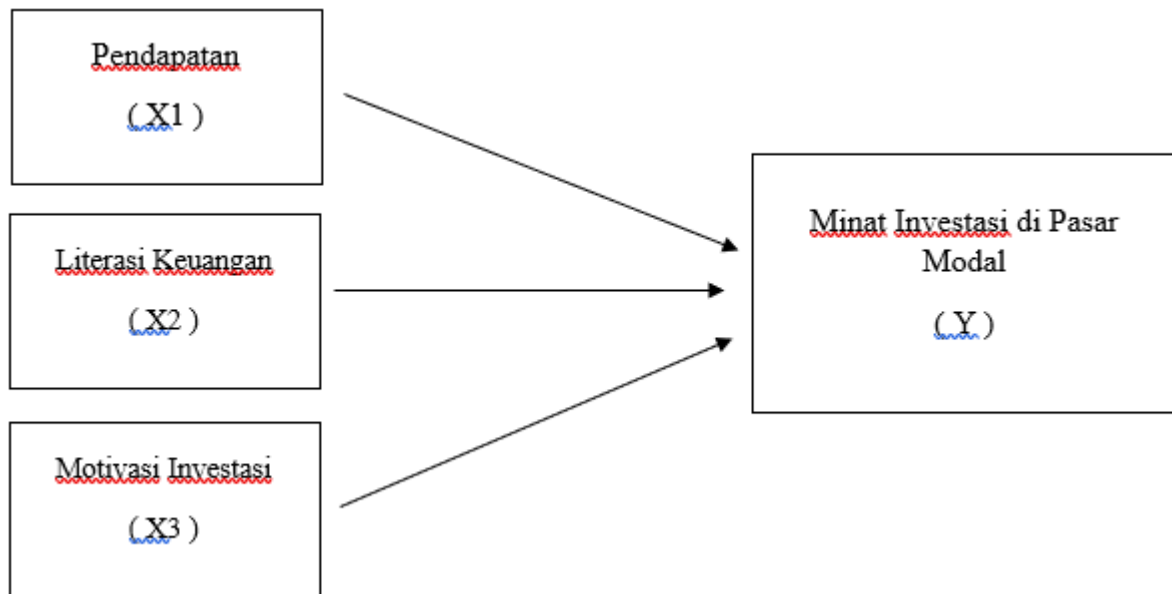 Pendapatan
( X1 )
Literasi Keuangan
( X2 )
Motivasi Investasi
( X3 )
Minat Investasi di Pasar
Modal
( Y )